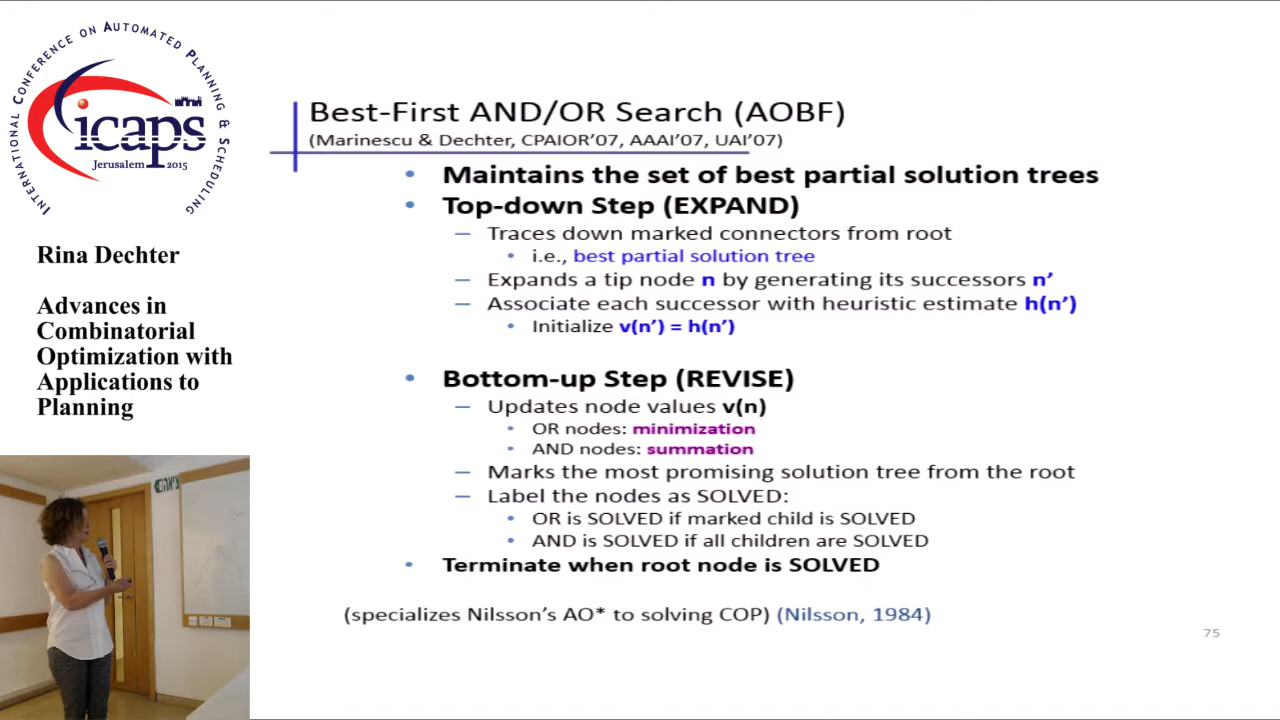 INTERNATIONAL CONFERENCE ON AUTOMATED PLANNING & SCHEDULING
icaps
Jerusalem 2015
Rina Dechter
Advances in
Combinatorial
Optimization with
Applications to
Planning
Best-First AND/OR Search (AOBF)
(Marinescu & Dechter, CPAIOR’07, AAAI’07, UAI’07)
• Maintains the set of best partial solution trees
• Top-down Step (EXPAND)
– Traces down marked connectors from root
• i.e., best partial solution tree
– Expands a tip node n by generating its successors n’
– Associate each successor with heuristic estimate h(n’)
• Initialize v(n’) = h(n’)
• Bottom-up Step (REVISE)
– Updates node values v(n)
• OR nodes: minimization
• AND nodes: summation
– Marks the most promising solution tree from the root
– Label the nodes as SOLVED:
• OR is SOLVED if marked child is SOLVED
• AND is SOLVED if all children are SOLVED
• Terminate when root node is SOLVED
(specializes Nilsson’s AO* to solving COP) (Nilsson, 1984)
75